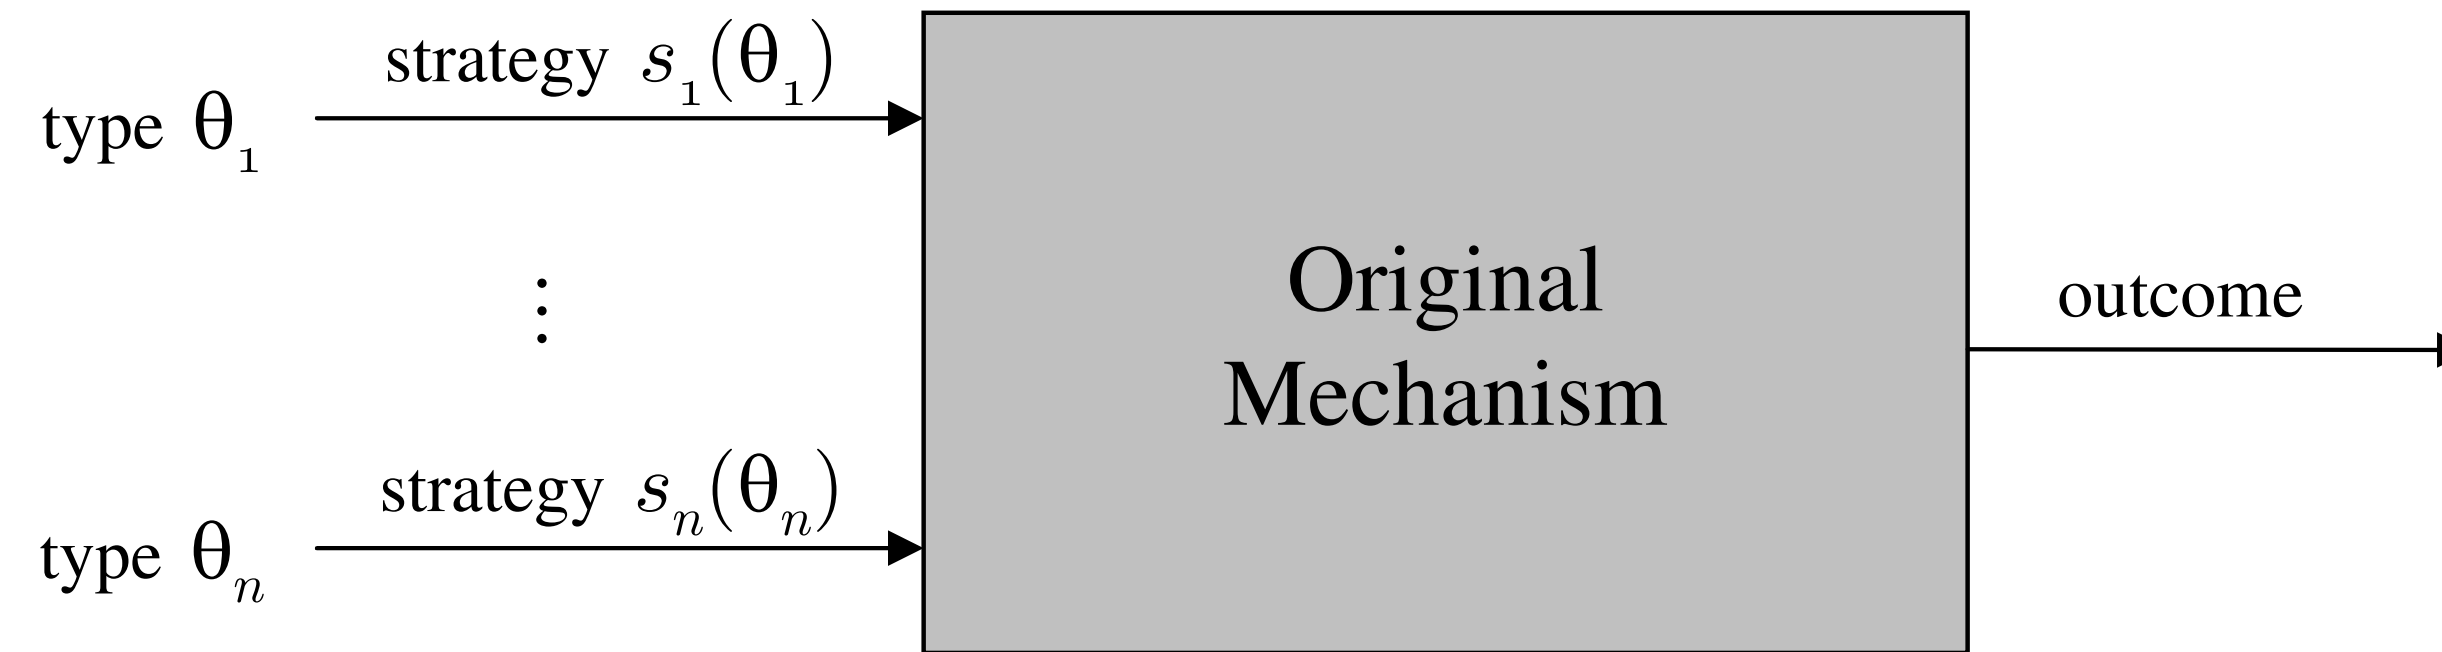 strategy s₁(θ₁)
type θ₁
⋮
Original
Mechanism
outcome
strategy sₙ(θₙ)
type θₙ